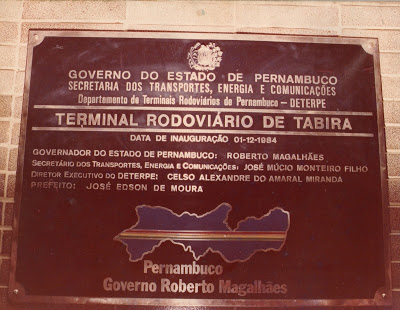 GOVERNO DO ESTADO DE PERNAMBUCO
SECRETARIA DOS TRANSPORTES, ENERGIA E COMUNICAÇÕES
Departamento de Terminais Rodoviários de Pernambuco - DETERPE
TERMINAL RODOVIÁRIO DE TABIRA
DATA DE INAUGURAÇÃO 01-12-1984
GOVERNADOR DO ESTADO DE PERNAMBUCO: ROBERTO MAGALHÃES
SECRETÁRIO DOS TRANSPORTES, ENERGIA E COMUNICAÇÕES: JOSÉ MÚCIO MONTEIRO FILHO
DIRETOR EXECUTIVO DO DETERPE: CELSO ALEXANDRE DO AMARAL MIRANDA
PREFEITO: JOSÉ EDSON DE MOURA
Pernambuco
Governo Roberto Magalhães